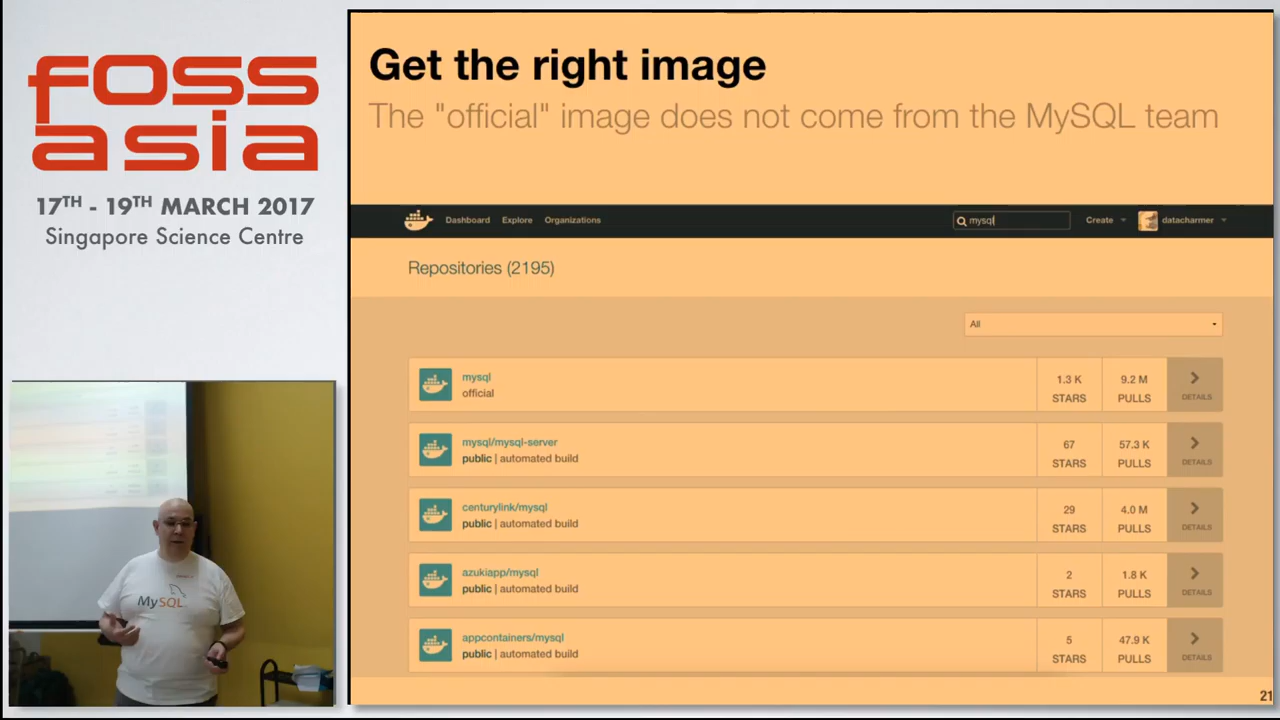 foss
asia
17TH - 19TH MARCH 2017
Singapore Science Centre
Get the right image
The "official" image does not come from the MySQL team
Dashboard Explore Organizations mysql Create datacharmer
Repositories (2195)
All
mysql
official
1.3 K
STARS
9.2 M
PULLS
DETAILS
mysql/mysql-server
public | automated build
67
STARS
57.3 K
PULLS
DETAILS
centurylink/mysql
public | automated build
29
STARS
4.0 M
PULLS
DETAILS
azukiapp/mysql
public | automated build
2
STARS
1.8 K
PULLS
DETAILS
appcontainers/mysql
public | automated build
5
STARS
47.9 K
PULLS
DETAILS
21
MySQL